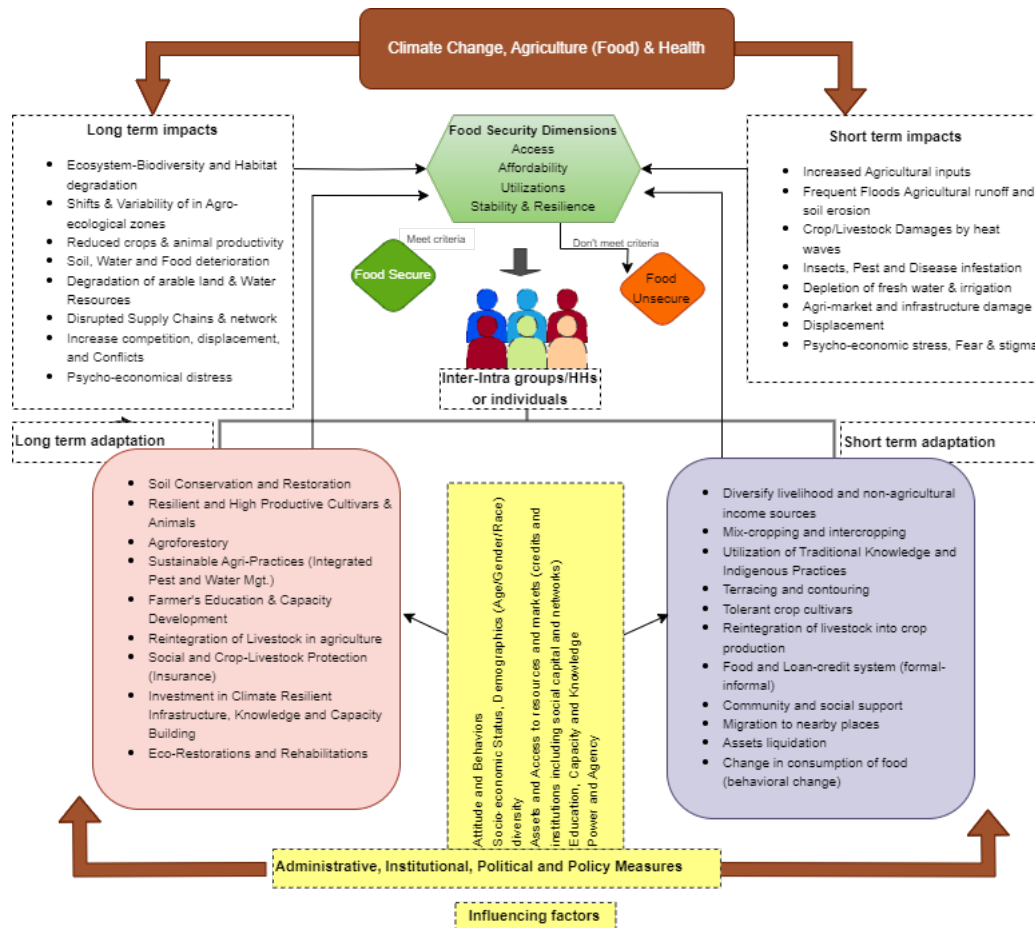 Climate Change, Agriculture (Food) & Health
Long term impacts
Ecosystem-Biodiversity and Habitat
degradation
Shifts & Variability of in Agro-
ecological zones
Reduced crops & animal productivity
Soil, Water and Food deterioration
Degradation of arable land & Water
Resources
Disrupted Supply Chains & network
Increase competition, displacement,
and Conflicts
Psycho-economical distress
Food Security Dimensions
Access
Affordability
Utilizations
Stability & Resilience
Meet criteria
Don't meet criteria
Food Secure
Food
Unsecure
Inter-Intra groups/HHs
or individuals
Short term impacts
Increased Agricultural inputs
Frequent Floods Agricultural runoff and
soil erosion
Crop/Livestock Damages by heat
waves
Insects, Pest and Disease infestation
Depletion of fresh water & irrigation
Agri-market and infrastructure damage
Displacement
Psycho-economic stress, Fear & stigma
Long term adaptation
Soil Conservation and Restoration
Resilient and High Productive Cultivars &
Animals
Agroforestory
Sustainable Agri-Practices (Integrated
Pest and Water Mgt.)
Farmer's Education & Capacity
Development
Reintegration of Livestock in agriculture
Social and Crop-Livestock Protection
(Insurance)
Investment in Climate Resilient
Infrastructure, Knowledge and Capacity
Building
Eco-Restorations and Rehabilitations
Attitude and Behaviors
Socio-economic Status, Demographics (Age/Gender/Race)
diversity
Assets and Access to resources and markets (credits and
institutions including social capital and networks)
Education, Capacity and Knowledge
Power and Agency
Short term adaptation
Diversify livelihood and non-agricultural
income sources
Mix-cropping and intercropping
Utilization of Traditional Knowledge and
Indigenous Practices
Terracing and contouring
Tolerant crop cultivars
Reintegration of livestock into crop
production
Food and Loan-credit system (formal-
informal)
Community and social support
Migration to nearby places
Assets liquidation
Change in consumption of food
(behavioral change)
Administrative, Institutional, Political and Policy Measures
Influencing factors